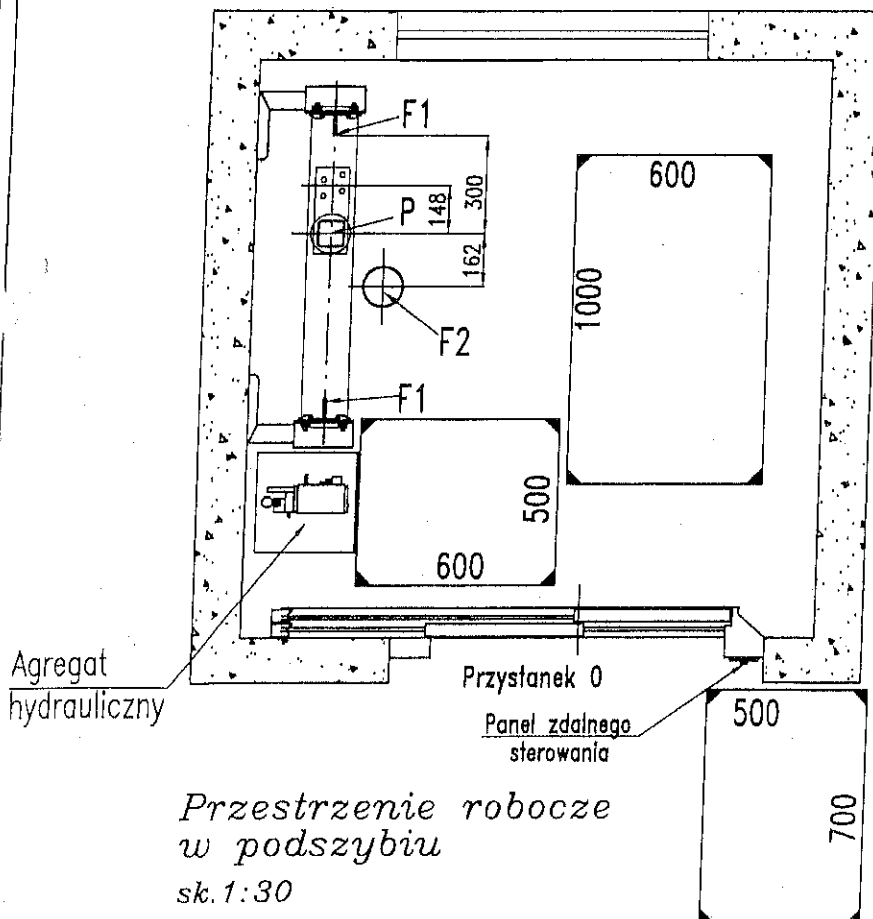 F1
600
300
148
P
162
1000
F2
F1
500
600
Agregat
hydrauliczny
Przystanek 0
Panel zdalnego
sterowania
500
700
Przestrzenie robocze
w podszybiu
sk.1:30